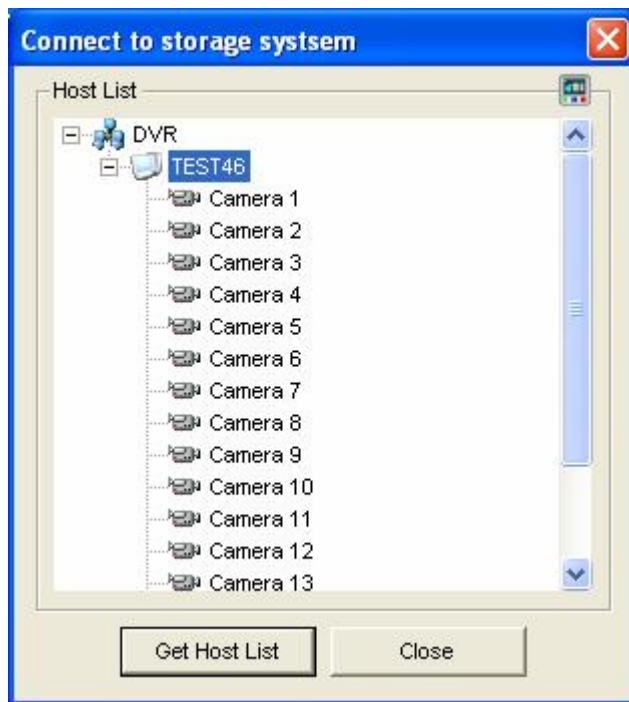 Connect to storage systsem
Host List
DVR
TEST46
Camera 1
Camera 2
Camera 3
Camera 4
Camera 5
Camera 6
Camera 7
Camera 8
Camera 9
Camera 10
Camera 11
Camera 12
Camera 13
Get Host List
Close